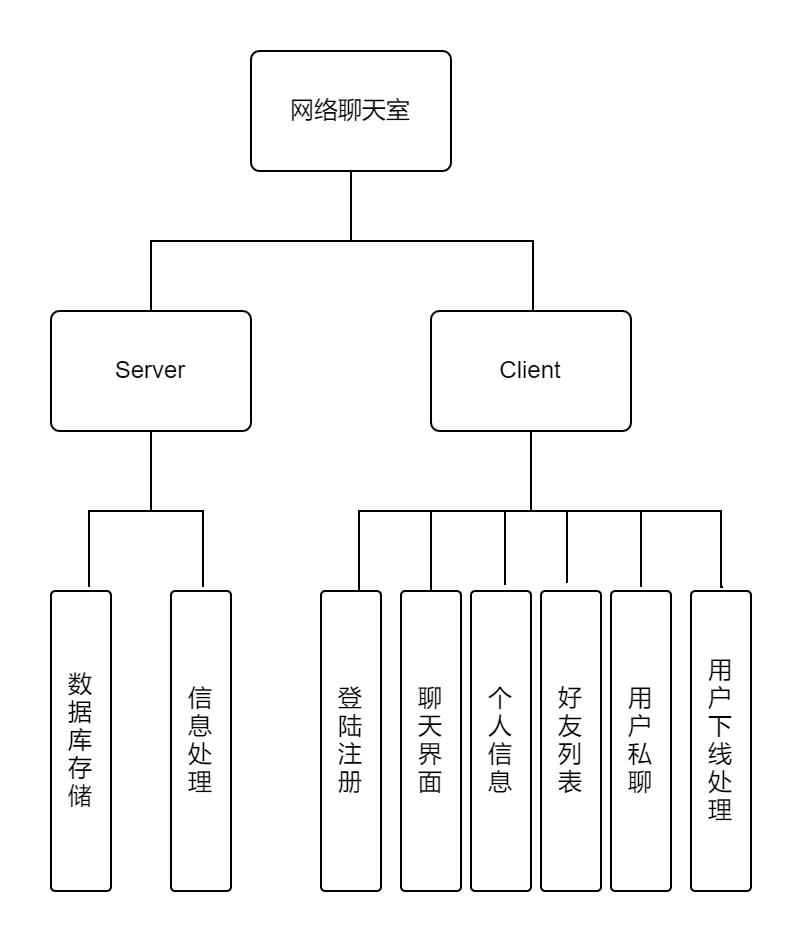 网络聊天室
Server
Client
数据库存储
信息处理
登陆注册
聊天界面
个人信息
好友列表
用户私聊
用户下线处理